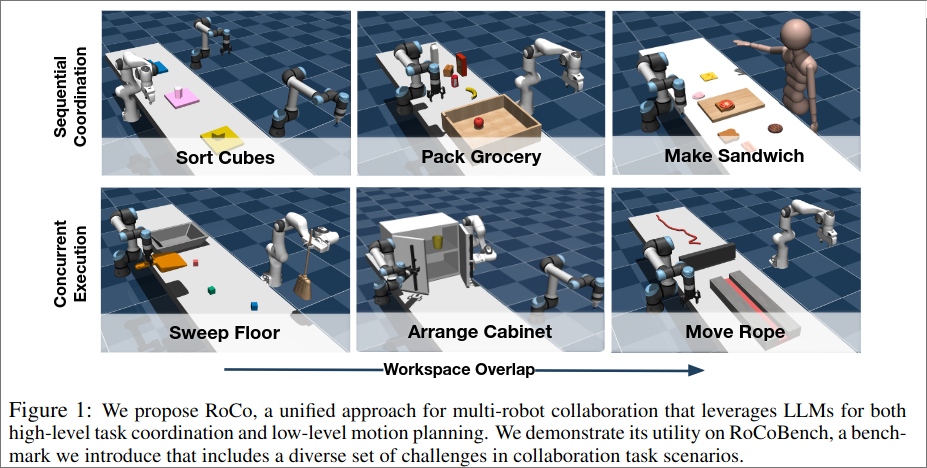 Sequential
Coordination
Sort Cubes
Pack Grocery
Make Sandwich
Concurrent
Execution
Sweep Floor
Arrange Cabinet
Move Rope
Workspace Overlap
Figure 1: We propose RoCo, a unified approach for multi-robot collaboration that leverages LLMs for both
high-level task coordination and low-level motion planning. We demonstrate its utility on RoCoBench, a bench-
mark we introduce that includes a diverse set of challenges in collaboration task scenarios.